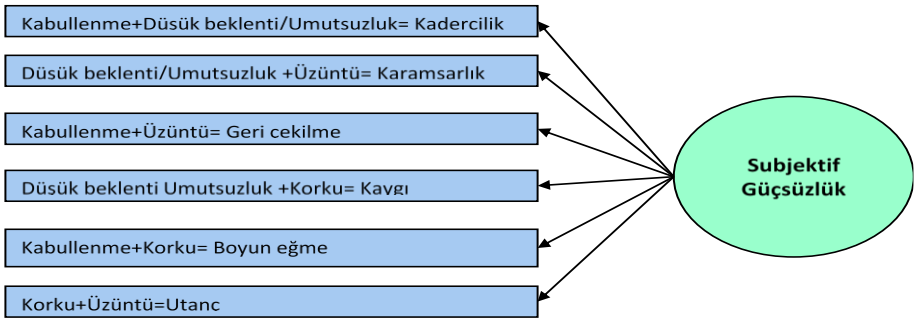 Kabullenme+Düsük beklenti/Umutsuzluk= Kadercilik
Düsük beklenti/Umutsuzluk +Üzüntü= Karamsarlık
Kabullenme+Üzüntü= Geri cekilme
Düsük beklenti Umutsuzluk +Korku= Kaygı
Kabullenme+Korku= Boyun eğme
Korku+Üzüntü=Utanc
Subjektif
Güçsüzlük